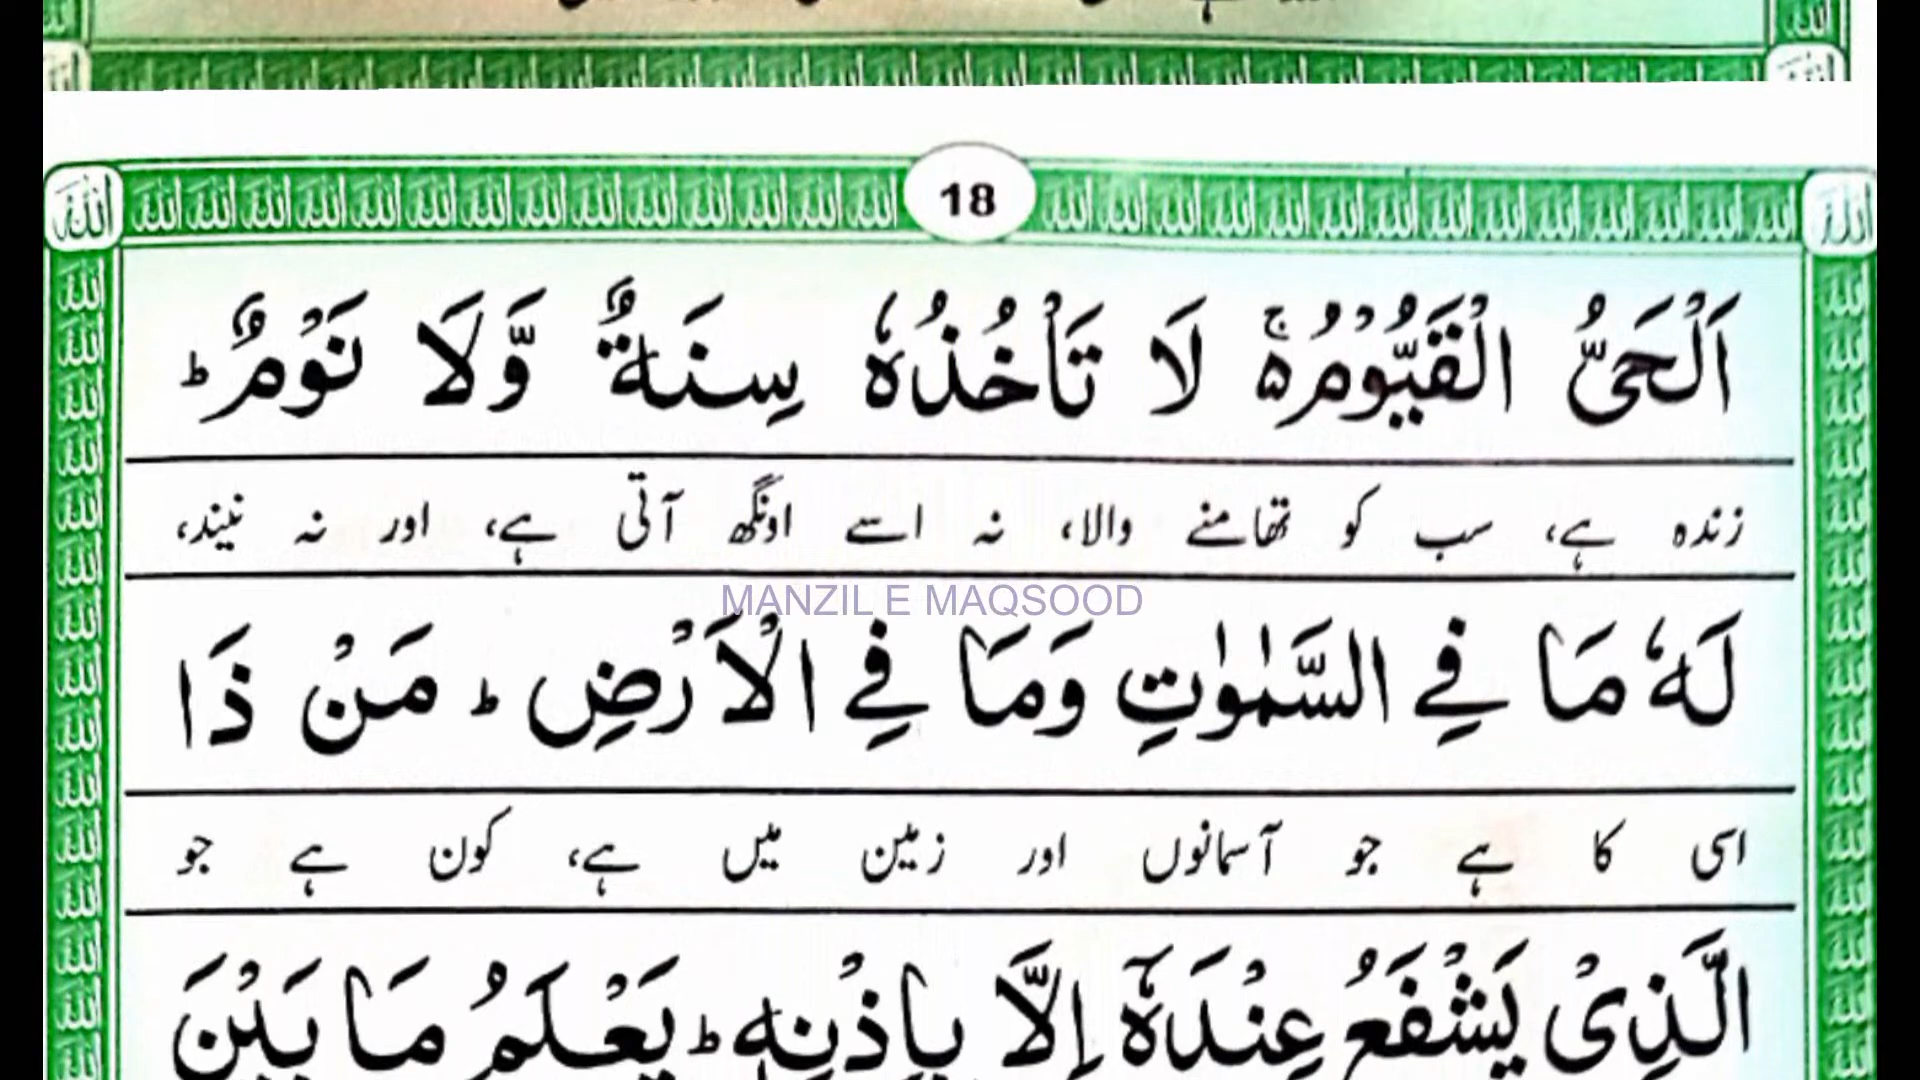 18
اَلْحَیُّ الْقَیُّوْمُ ۚ۬ لَا تَاْخُذُهٗ سِنَةٌ وَّلَا نَوْمٌ ؕ
زندہ ہے، سب کو تھامنے والا، نہ اسے اونگھ آتی ہے، اور نہ نیند،
MANZIL E MAQSOOD
لَهٗ مَا فِی السَّمٰوٰتِ وَمَا فِی الْاَرْضِ ؕ مَنْ ذَا
اسی کا ہے جو آسمانوں اور زمین میں ہے، کون ہے جو
الَّذِیْ یَشْفَعُ عِنْدَهٗۤ اِلَّا بِاِذْنِهٖ ؕ یَعْلَمُ مَا بَیْنَ